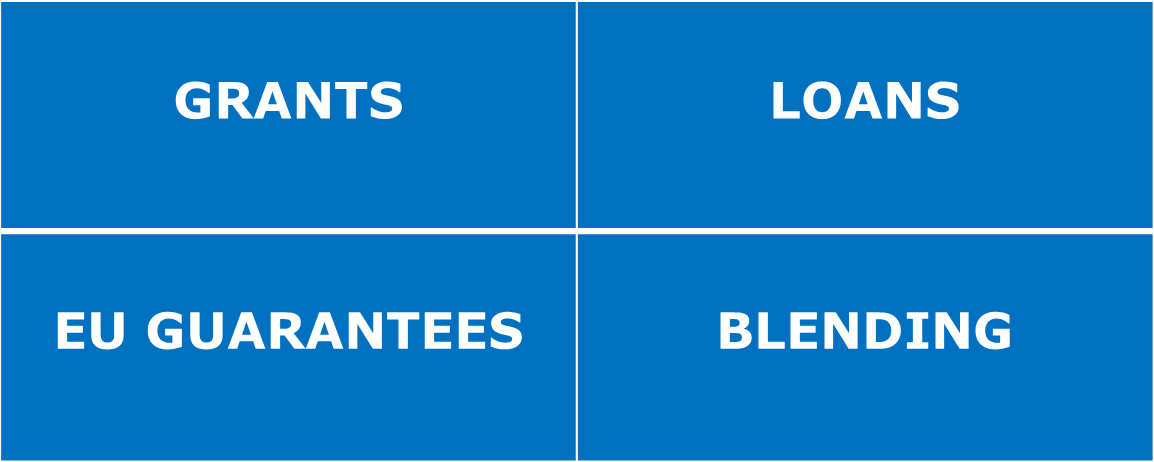 GRANTS
LOANS
EU GUARANTEES
BLENDING